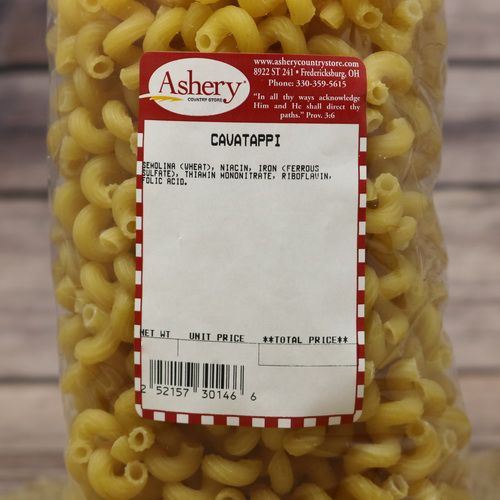 Ashery
COUNTRY STORE
www.asherycountrystore.com
8922 ST 241 • Fredericksburg, OH
Phone: 330-359-5615
"In all thy ways acknowledge
Him and He shall direct thy
paths." Prov. 3:6
CAVATAPPI
SEMOLINA (WHEAT), NIACIN, IRON (FERROUS
SULFATE), THIAMIN MONONITRATE, RIBOFLAVIN,
FOLIC ACID.
NET WT UNIT PRICE **TOTAL PRICE**
2 52157 30146 6